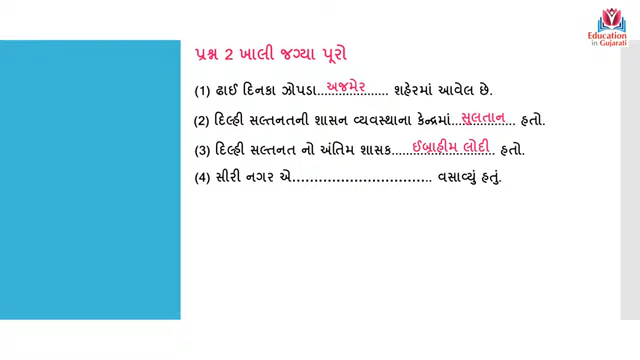 Education
in Gujarati
પ્રશ્ન 2 ખાલી જગ્યા પૂરો
(1) ઢાઈ દિનકા ઝોપડા......અજમેર......... શહેરમાં આવેલ છે.
(2) દિલ્હી સલ્તનતની શાસન વ્યવસ્થાના કેન્દ્રમાં...સુલતાન... હતો.
(3) દિલ્હી સલ્તનત નો અંતિમ શાસક......ઈબ્રાહીમ લોદી... હતો.
(4) સીરી નગર એ................................. વસાવ્યું હતું.